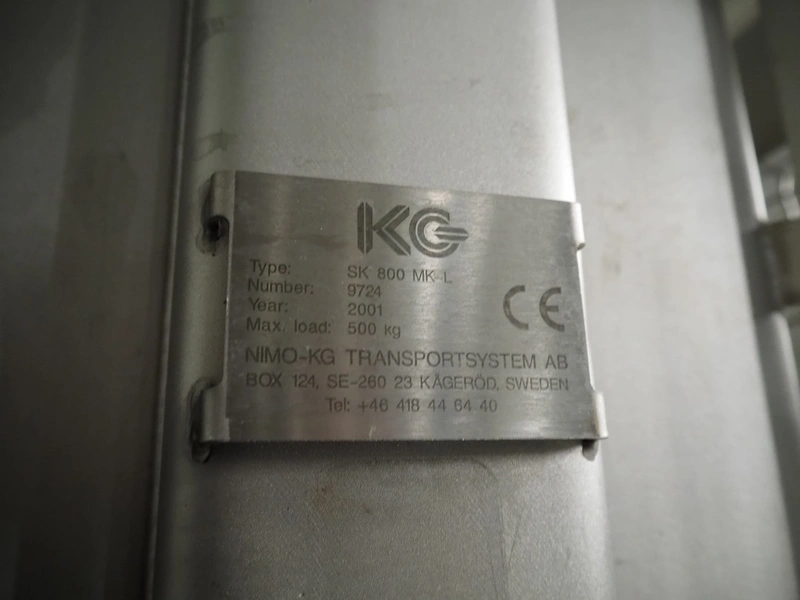 KG
Type: SK 800 MK-L
Number: 9724
Year: 2001
Max. load: 500 kg
CE
NIMO-KG TRANSPORTSYSTEM AB
BOX 124, SE-260 23 KÅGERÖD, SWEDEN
Tel: +46 418 44 64 40